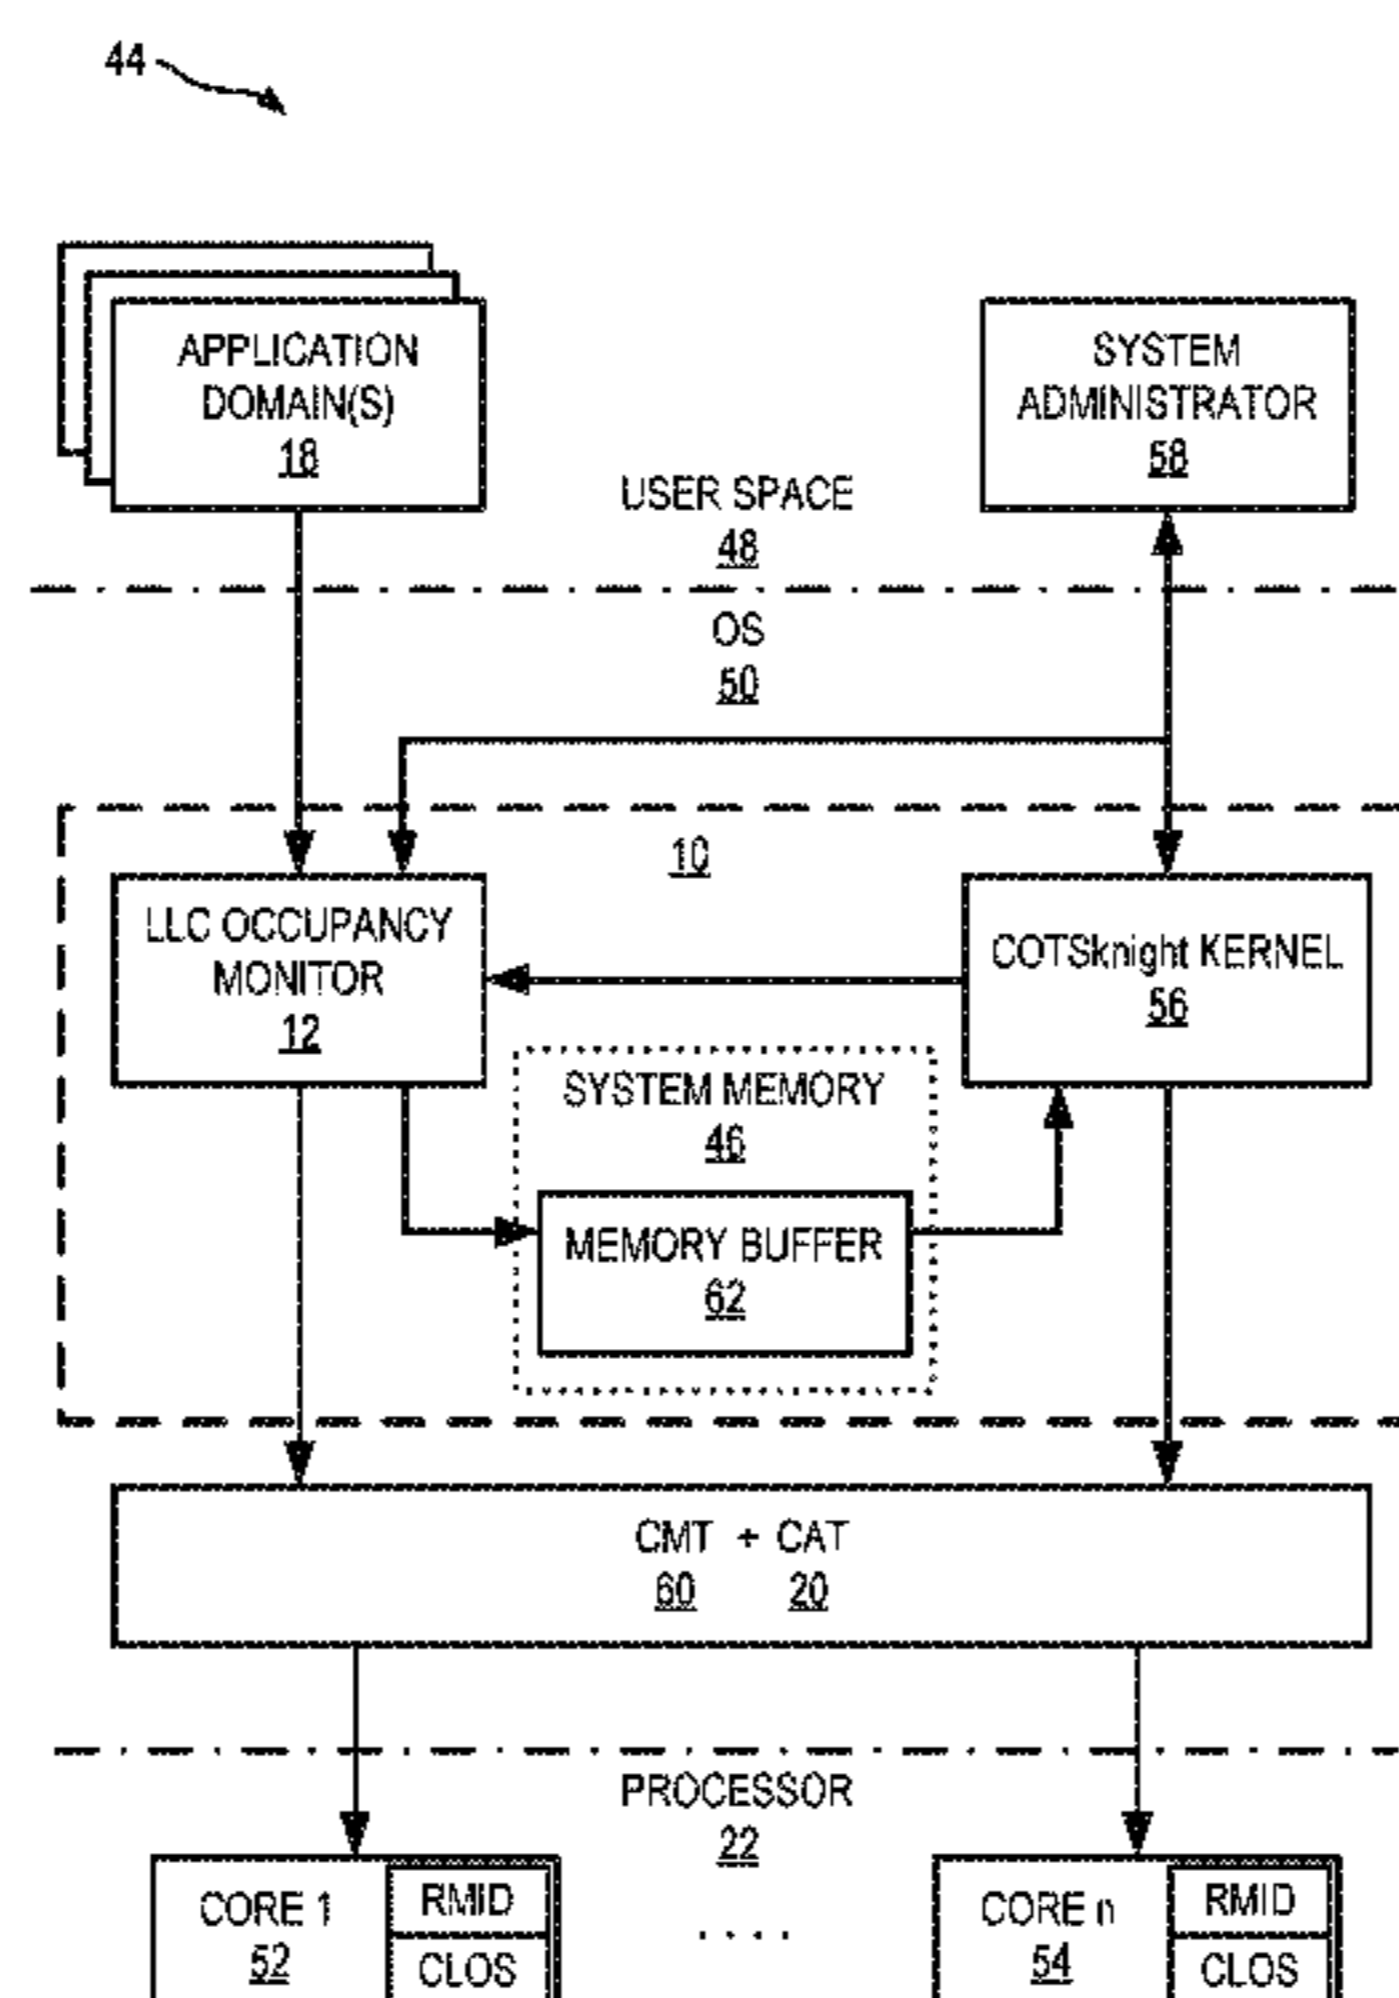 44
APPLICATION
DOMAIN(S)
18
SYSTEM
ADMINISTRATOR
58
USER SPACE
48
OS
50
10
LLC OCCUPANCY
MONITOR
12
COTSknight KERNEL
56
SYSTEM MEMORY
46
MEMORY BUFFER
62
CMT + CAT
60 20
PROCESSOR
22
CORE 1
52
RMID
CLOS
. . . .
CORE n
54
RMID
CLOS